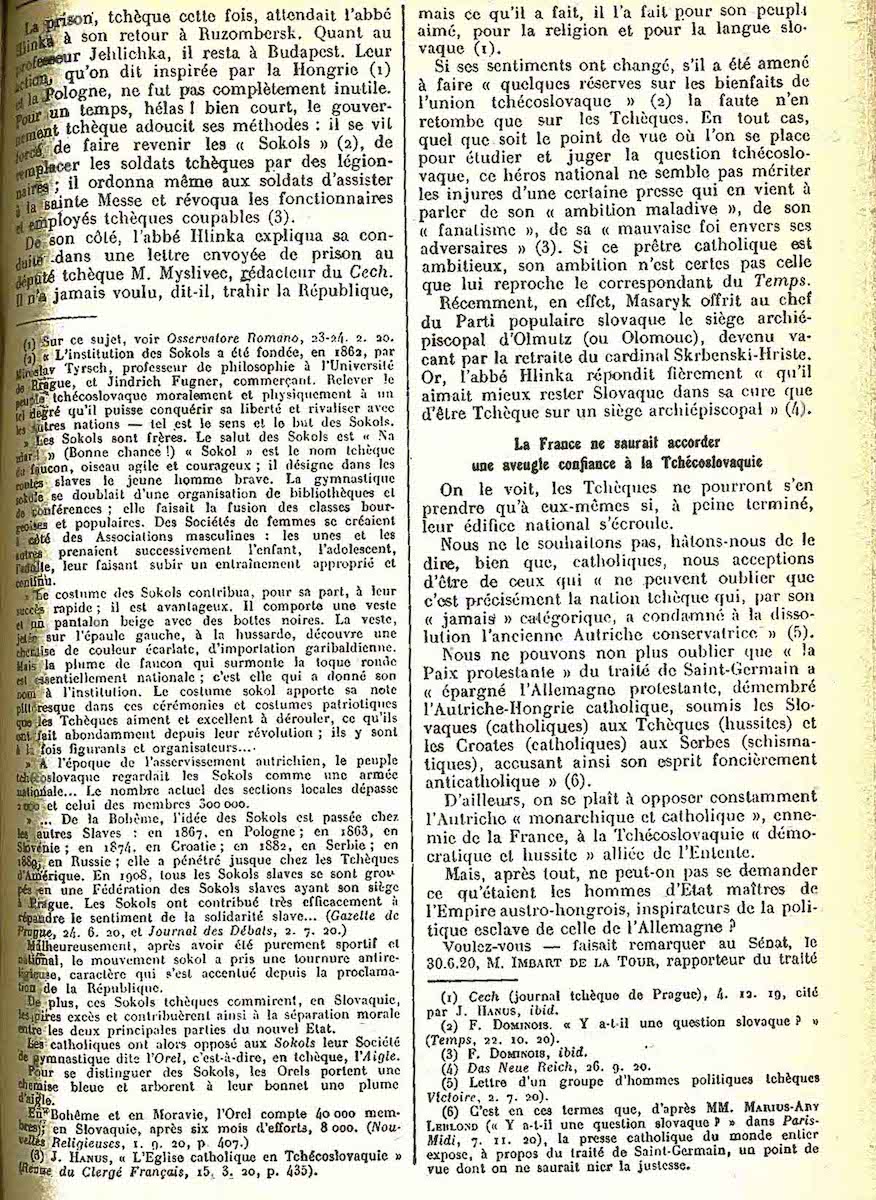 La prison, tchèque cette fois, attendait l'abbé
Hlinka à son retour à Ruzombersk. Quant au
professeur Jehlichka, il resta à Budapest. Leur
action, qu'on dit inspirée par la Hongrie (1)
et la Pologne, ne fut pas complètement inutile.
Pour un temps, hélas ! bien court, le gouver-
nement tchèque adoucit ses méthodes : il se vit
forcé de faire revenir les « Sokols » (2), de
remplacer les soldats tchèques par des légion-
naires ; il ordonna même aux soldats d'assister
à la sainte Messe et révoqua les fonctionnaires
et employés tchèques coupables (3).
De son côté, l'abbé Hlinka expliqua sa con-
duite dans une lettre envoyée de prison au
député tchèque M. Myslivec, rédacteur du Cech.
Il n'a jamais voulu, dit-il, trahir la République,
(1) Sur ce sujet, voir Osservatore Romano, 23-24. 2. 20.
(2) « L'institution des Sokols a été fondée, en 1862, par
Miroslav Tyrsch, professeur de philosophie à l'Université
de Prague, et Jindrich Fugner, commerçant. Relever le
peuple tchécoslovaque moralement et physiquement à un
tel degré qu'il puisse conquérir sa liberté et rivaliser avec
les autres nations — tel est le sens et le but des Sokols.
» Les Sokols sont frères. Le salut des Sokols est « Na
zdar ! » (Bonne chance !) « Sokol » est le nom tchèque
du faucon, oiseau agile et courageux ; il désigne dans les
contes slaves le jeune homme brave. La gymnastique
sokole se doublait d'une organisation de bibliothèques et
de conférences ; elle faisait la fusion des classes bour-
geoises et populaires. Des Sociétés de femmes se créaient
à côté des Associations masculines : les unes et les
autres prenaient successivement l'enfant, l'adolescent,
l'adulte, leur faisant subir un entraînement approprié et
continu.
» Le costume des Sokols contribua, pour sa part, à leur
succès rapide ; il est avantageux. Il comporte une veste
et un pantalon beige avec des bottes noires. La veste,
jetée sur l'épaule gauche, à la hussarde, découvre une
chemise de couleur écarlate, d'importation garibaldienne.
Mais la plume de faucon qui surmonte la toque ronde
est essentiellement nationale ; c'est elle qui a donné son
nom à l'institution. Le costume sokol apporte sa note
pittoresque dans ces cérémonies et costumes patriotiques
que les Tchèques aiment et excellent à dérouler, ce qu'ils
ont fait abondamment depuis leur révolution ; ils y sont
à la fois figurants et organisateurs....
» A l'époque de l'asservissement autrichien, le peuple
tchécoslovaque regardait les Sokols comme une armée
nationale... Le nombre actuel des sections locales dépasse
2 000 et celui des membres 300 000.
» ... De la Bohême, l'idée des Sokols est passée chez
les autres Slaves : en 1867, en Pologne ; en 1863, en
Slovénie ; en 1874, en Croatie ; en 1882, en Serbie ; en
1889, en Russie ; elle a pénétré jusque chez les Tchèques
d'Amérique. En 1908, tous les Sokols slaves se sont grou-
pés en une Fédération des Sokols slaves ayant son siège
à Prague. Les Sokols ont contribué très efficacement à
répandre le sentiment de la solidarité slave... (Gazette de
Prague, 24. 6. 20, et Journal des Débats, 2. 7. 20.)
Malheureusement, après avoir été purement sportif et
national, le mouvement sokol a pris une tournure antire-
ligieuse, caractère qui s'est accentué depuis la proclama-
tion de la République.
De plus, ces Sokols tchèques commirent, en Slovaquie,
les pires excès et contribuèrent ainsi à la séparation morale
entre les deux principales parties du nouvel Etat.
Les catholiques ont alors opposé aux Sokols leur Société
de gymnastique dite l'Orel, c'est-à-dire, en tchèque, l'Aigle.
Pour se distinguer des Sokols, les Orels portent une
chemise bleue et arborent à leur bonnet une plume
d'aigle.
En Bohême et en Moravie, l'Orel compte 40 000 mem-
bres ; en Slovaquie, après six mois d'efforts, 8 000. (Nou-
velles Religieuses, 1. 9. 20, p. 407.)
(3) J. HANUS, « L'Eglise catholique en Tchécoslovaquie »
(Revue du Clergé Français, 15. 3. 20, p. 435).
mais ce qu'il a fait, il l'a fait pour son peuple
aimé, pour la religion et pour la langue slo-
vaque (1).
Si ses sentiments ont changé, s'il a été amené
à faire « quelques réserves sur les bienfaits de
l'union tchécoslovaque » (2) la faute n'en
retombe que sur les Tchèques. En tout cas,
quel que soit le point de vue où l'on se place
pour étudier et juger la question tchécoslo-
vaque, ce héros national ne semble pas mériter
les injures d'une certaine presse qui en vient à
parler de son « ambition maladive », de son
« fanatisme », de sa « mauvaise foi envers ses
adversaires » (3). Si ce prêtre catholique est
ambitieux, son ambition n'est certes pas celle
que lui reproche le correspondant du Temps.
Récemment, en effet, Masaryk offrit au chef
du Parti populaire slovaque le siège archié-
piscopal d'Olmutz (ou Olomouc), devenu va-
cant par la retraite du cardinal Skrbenski-Hriste.
Or, l'abbé Hlinka répondit fièrement « qu'il
aimait mieux rester Slovaque dans sa cure que
d'être Tchèque sur un siège archiépiscopal » (4).
La France ne saurait accorder
une aveugle confiance à la Tchécoslovaquie
On le voit, les Tchèques ne pourront s'en
prendre qu'à eux-mêmes si, à peine terminé,
leur édifice national s'écroule.
Nous ne le souhaitons pas, hâtons-nous de le
dire, bien que, catholiques, nous acceptions
d'être de ceux qui « ne peuvent oublier que
c'est précisément la nation tchèque qui, par son
« jamais » catégorique, a condamné à la disso-
lution l'ancienne Autriche conservatrice » (5).
Nous ne pouvons non plus oublier que « la
Paix protestante » du traité de Saint-Germain a
« épargné l'Allemagne protestante, démembré
l'Autriche-Hongrie catholique, soumis les Slo-
vaques (catholiques) aux Tchèques (hussites) et
les Croates (catholiques) aux Serbes (schisma-
tiques), accusant ainsi son esprit foncièrement
anticatholique » (6).
D'ailleurs, on se plaît à opposer constamment
l'Autriche « monarchique et catholique », enne-
mie de la France, à la Tchécoslovaquie « démo-
cratique et hussite » alliée de l'Entente.
Mais, après tout, ne peut-on pas se demander
ce qu'étaient les hommes d'Etat maîtres de
l'Empire austro-hongrois, inspirateurs de la poli-
tique esclave de celle de l'Allemagne ?
Voulez-vous — faisait remarquer au Sénat, le
30.6.20, M. IMBART DE LA TOUR, rapporteur du traité
(1) Cech (journal tchèque de Prague), 4. 12. 19, cité
par J. HANUS, ibid.
(2) F. DOMINOIS. « Y a-t-il une question slovaque ? »
(Temps, 22. 10. 20).
(3) F. DOMINOIS, ibid.
(4) Das Neue Reich, 26. 9. 20.
(5) Lettre d'un groupe d'hommes politiques tchèques
Victoire, 2. 7. 20).
(6) C'est en ces termes que, d'après MM. MARIUS-ARY
LEBLOND (« Y a-t-il une question slovaque ? » dans Paris-
Midi, 7. 11. 20), la presse catholique du monde entier
expose, à propos du traité de Saint-Germain, un point de
vue dont on ne saurait nier la justesse.